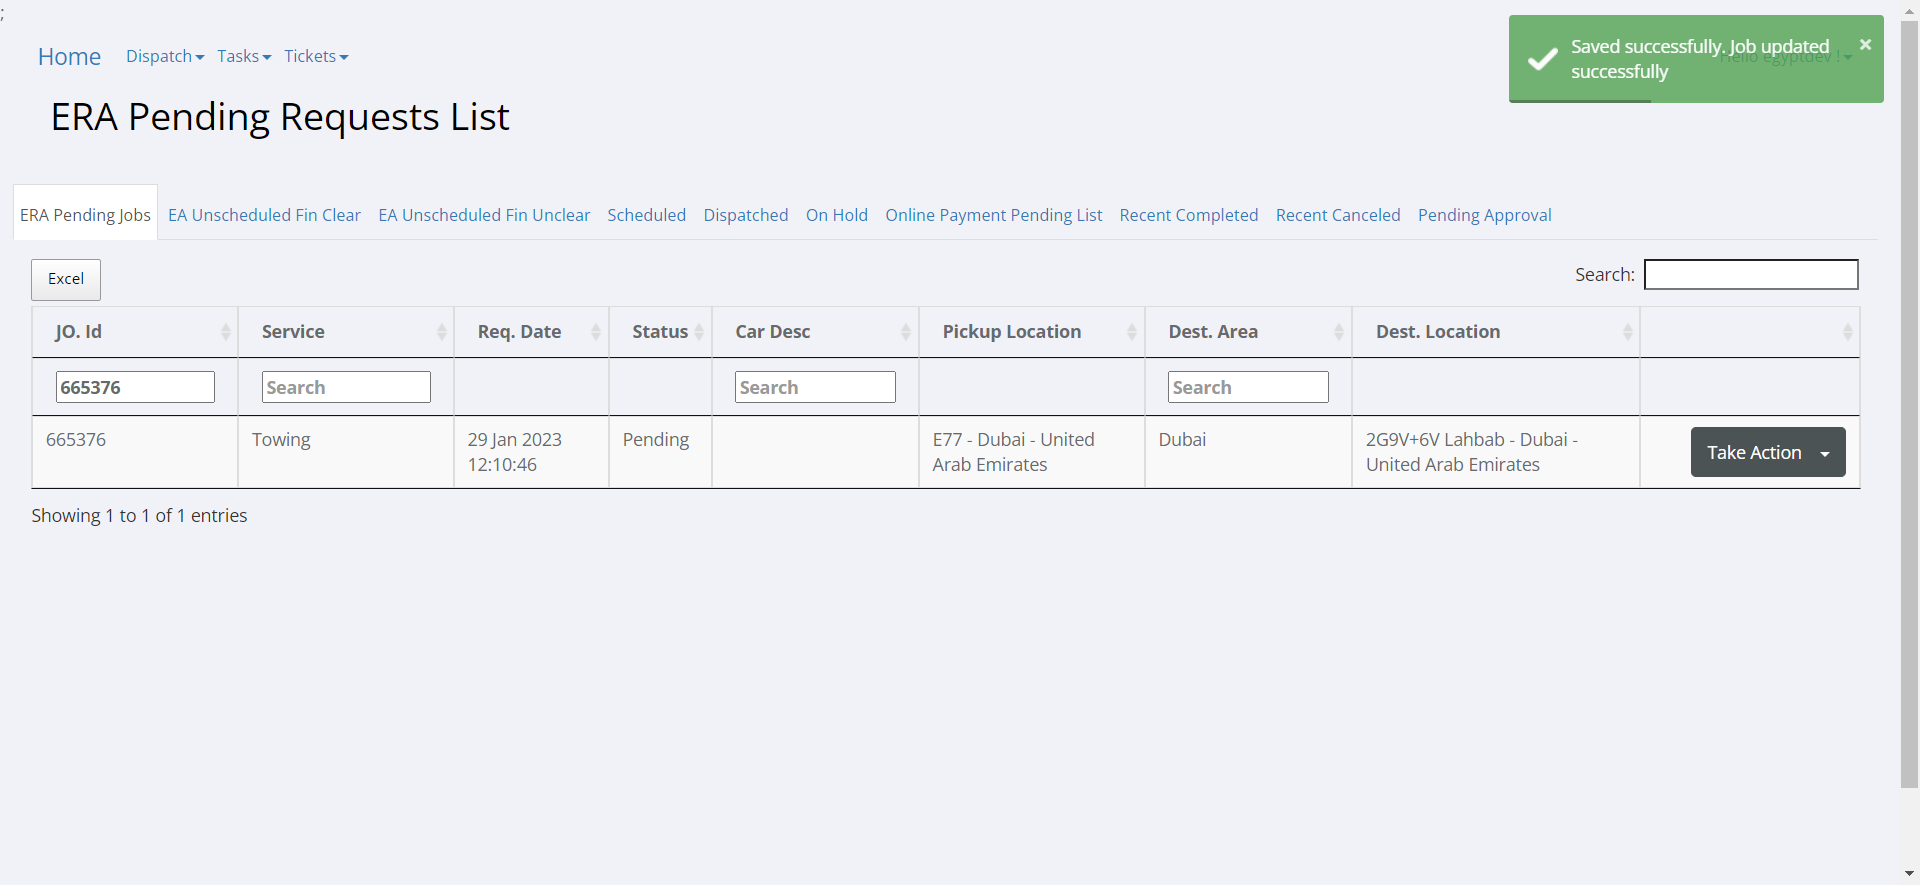 ;
Home Dispatch Tasks Tickets
Hello egyptdev !
Saved successfully. Job updated
successfully
×
ERA Pending Requests List
ERA Pending Jobs EA Unscheduled Fin Clear EA Unscheduled Fin Unclear Scheduled Dispatched On Hold Online Payment Pending List Recent Completed Recent Canceled Pending Approval
Excel
Search:
JO. Id Service Req. Date Status Car Desc Pickup Location Dest. Area Dest. Location
665376 Search Search Search
665376 Towing 29 Jan 2023 Pending E77 - Dubai - United Dubai 2G9V+6V Lahbab - Dubai - Take Action
12:10:46 Arab Emirates United Arab Emirates
Showing 1 to 1 of 1 entries